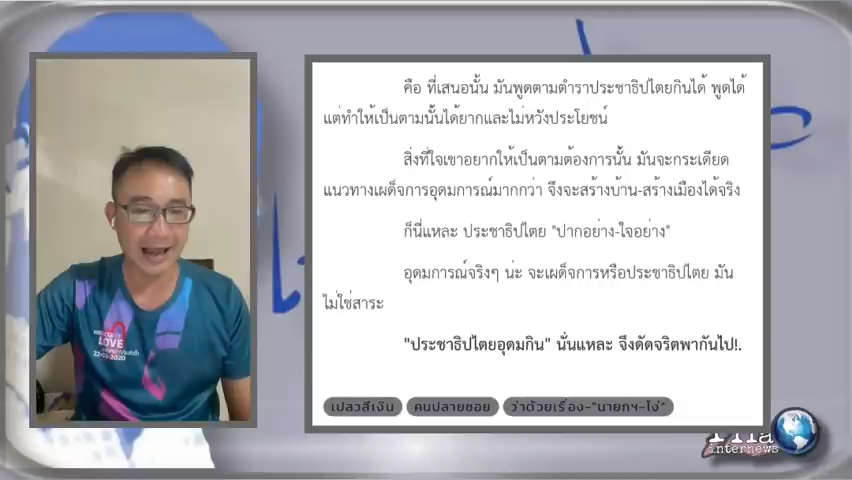 คือ ที่เสนอนั้น มันพูดตามตำราประชาธิปไตยกินได้ พูดได้
แต่ทำให้เป็นตามนั้นได้ยากและไม่หวังประโยชน์
สิ่งที่ใจเขาอยากให้เป็นตามต้องการนั้น มันจะกระเดียด
แนวทางเผด็จการอุดมการณ์มากกว่า จึงจะสร้างบ้าน-สร้างเมืองได้จริง
ก็นี่แหละ ประชาธิปไตย "ปากอย่าง-ใจอย่าง"
อุดมการณ์จริงๆ น่ะ จะเผด็จการหรือประชาธิปไตย มัน
ไม่ใช่สาระ
"ประชาธิปไตยอุดมกิน" นั่นแหละ จึงดัดจริตพากันไป!.
เปลวสีเงิน
คนปลายซอย
ว่าด้วยเรื่อง-"นายกฯ-โง่"
LOVE
22-02-2020
internews